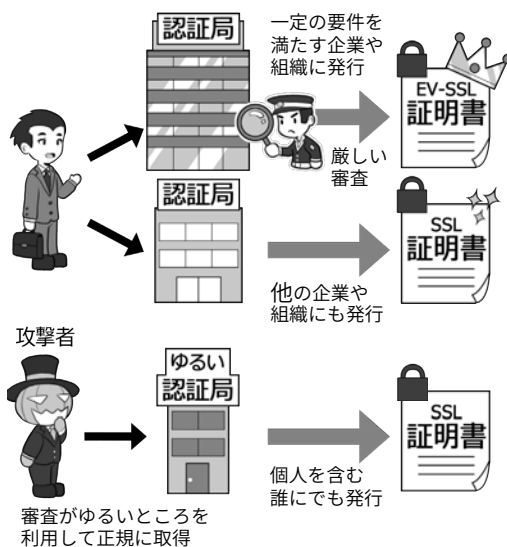 認証局
一定の要件を
満たす企業や
組織に発行
EV-SSL
証明書
厳しい
審査
認証局
SSL
証明書
他の企業や
組織にも発行
攻撃者
ゆるい
認証局
SSL
証明書
個人を含む
誰にでも発行
審査がゆるいところを
利用して正規に取得